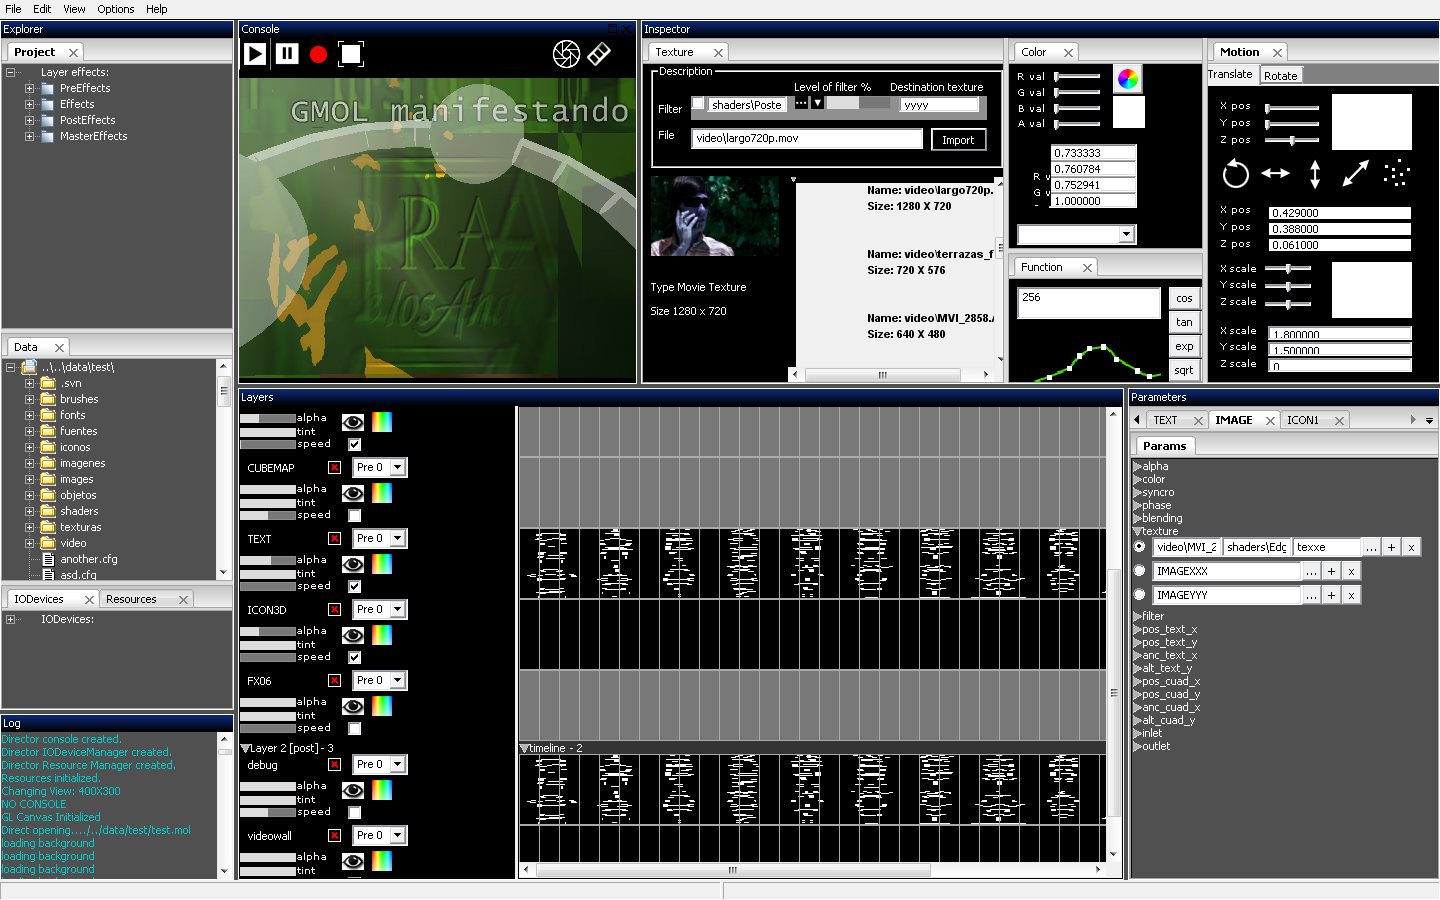 File Edit View Options Help
Explorer
Project
Layer effects:
PreEffects
Effects
PostEffects
MasterEffects
Data
..\..\data\test\
.svn
brushes
fonts
fuentes
iconos
imagenes
images
objetos
shaders
texturas
video
another.cfg
asd.cfg
IODevices Resources
IODevices:
Log
Director console created.
Director IODeviceManager created.
Director Resource Manager created.
Resources initialized.
Changing View: 400X300
NO CONSOLE
GL Canvas Initialized
Direct opening..../../data/test/test.mol
loading background
loading background
loading background
Console
GMOL manifestando
Inspector
Texture
Description
Level of filter % Destination texture
Filter shaders\Poste ... yyyy
File video\largo720p.mov Import
Type Movie Texture
Size 1280 x 720
Name: video\largo720p.
Size: 1280 X 720
Name: video\terrazas_f
Size: 720 X 576
Name: video\MVI_2858.
Size: 640 X 480
Color
R val
G val
B val
A val
0.733333
0.760784
0.752941
1.000000
R v
G v
Function
256
cos
tan
exp
sqrt
Motion
Translate Rotate
X pos
Y pos
Z pos
X pos 0.429000
Y pos 0.388000
Z pos 0.061000
X scale
Y scale
Z scale
X scale 1.800000
Y scale 1.500000
Z scale 0
Layers
alpha
tint
speed
CUBEMAP Pre 0
alpha
tint
speed
TEXT Pre 0
alpha
tint
speed
ICON3D Pre 0
alpha
tint
speed
FX06 Pre 0
alpha
tint
speed
Layer 2 [post] - 3
timeline - 2
debug Pre 0
alpha
tint
speed
videowall Pre 0
alpha
tint
Parameters
TEXT IMAGE ICON1
Params
alpha
color
syncro
phase
blending
texture
video\MVI_2 shaders\Edg texxe ... + x
IMAGEXXX ... + x
IMAGEYYY ... + x
filter
pos_text_x
pos_text_y
anc_text_x
alt_text_y
pos_cuad_x
pos_cuad_y
anc_cuad_x
alt_cuad_y
inlet
outlet